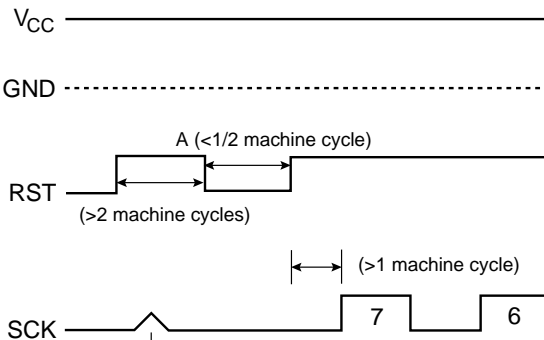 VCC
GND
A (<1/2 machine cycle)
RST
(>2 machine cycles)
(>1 machine cycle)
SCK 7 6